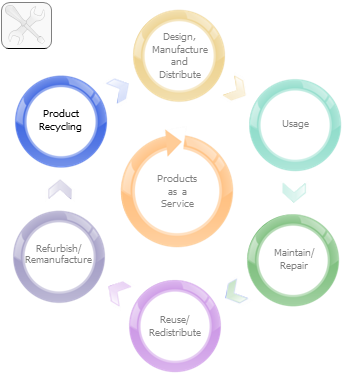 Design,
Manufacture
and
Distribute
Usage
Maintain/
Repair
Reuse/
Redistribute
Refurbish/
Remanufacture
Product
Recycling
Products
as a
Service